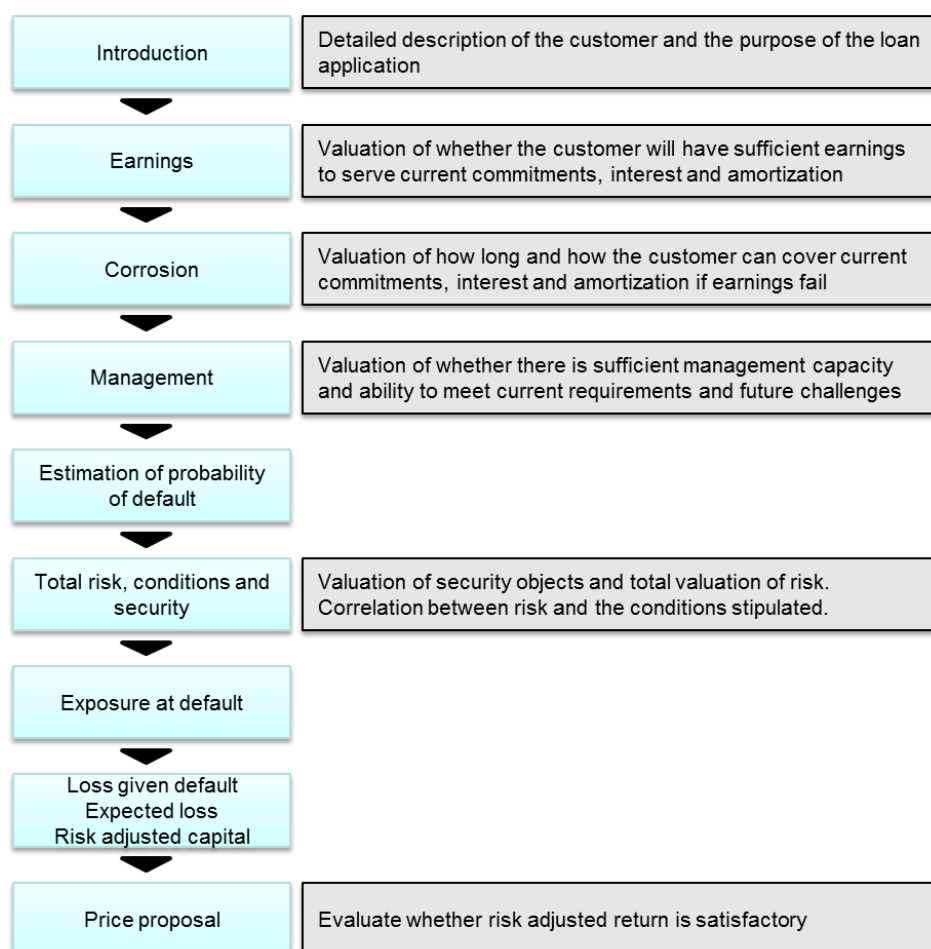 Introduction
Detailed description of the customer and the purpose of the loan
application
Earnings
Valuation of whether the customer will have sufficient earnings
to serve current commitments, interest and amortization
Corrosion
Valuation of how long and how the customer can cover current
commitments, interest and amortization if earnings fail
Management
Valuation of whether there is sufficient management capacity
and ability to meet current requirements and future challenges
Estimation of probability
of default
Total risk, conditions and
security
Valuation of security objects and total valuation of risk.
Correlation between risk and the conditions stipulated.
Exposure at default
Loss given default
Expected loss
Risk adjusted capital
Price proposal
Evaluate whether risk adjusted return is satisfactory